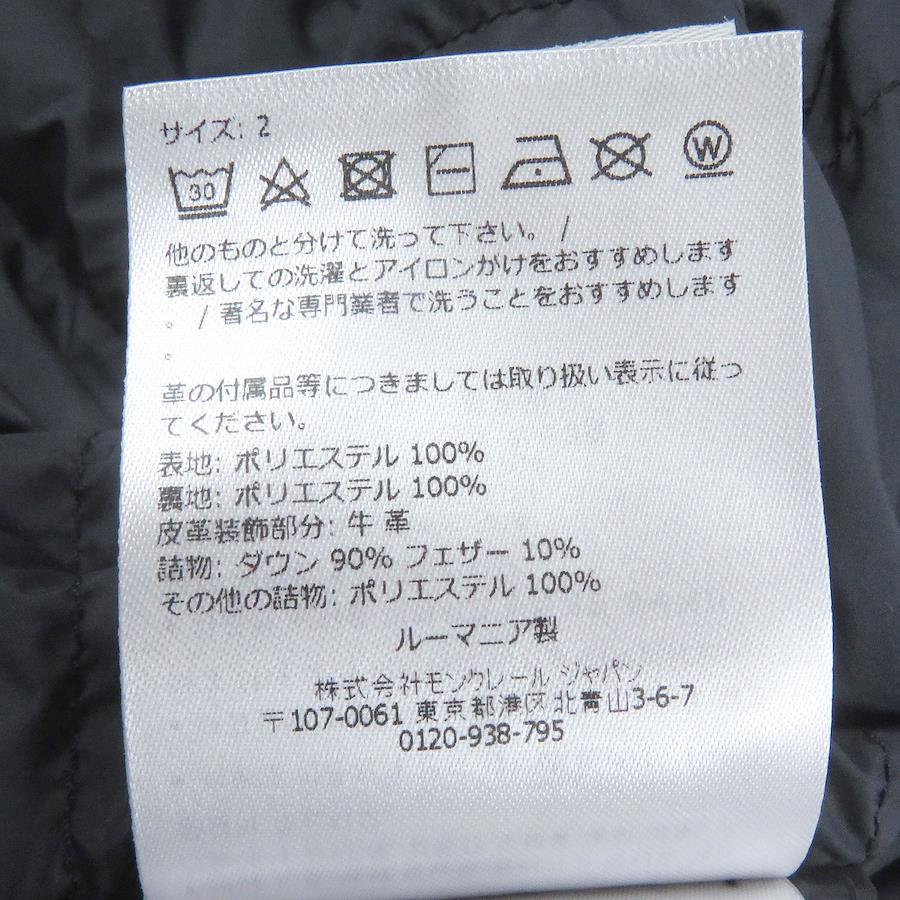 サイズ: 2
30
W
他のものと分けて洗って下さい。 /
裏返しての洗濯とアイロンがけをおすすめします
。 / 著名な専門業者で洗うことをおすすめします
。
革の付属品等につきましては取り扱い表示に従っ
てください。
表地: ポリエステル 100%
裏地: ポリエステル 100%
皮革装飾部分: 牛 革
詰物: ダウン 90% フェザー 10%
その他の詰物: ポリエステル 100%
ルーマニア製
株式会社モンクレール ジャパン
〒107-0061 東京都港区北青山3-6-7
0120-938-795